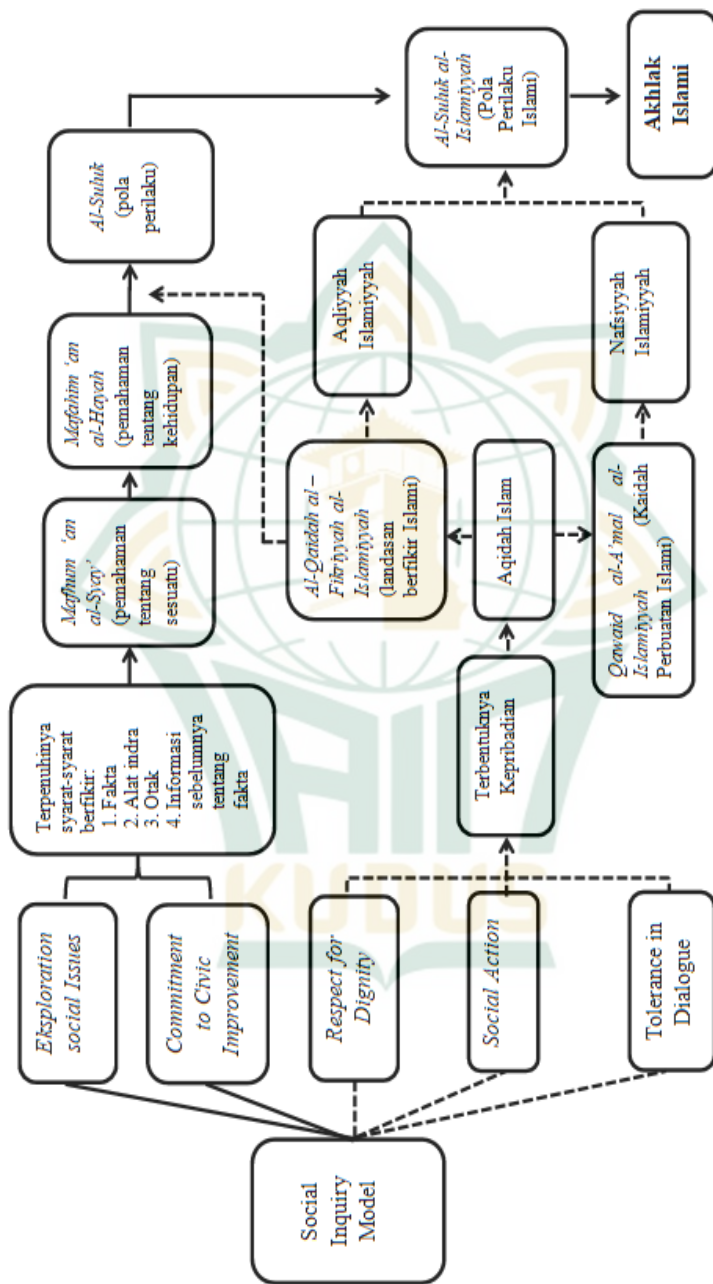 Social
Inquiry
Model
Eksploration
social Issues
Commitment
to Civic
Improvement
Respect for
Dignity
Social Action
Tolerance in
Dialogue
Terpenuhinya
syarat-syarat
berfikir:
1. Fakta
2. Alat indra
3. Otak
4. Informasi
sebelumnya
tentang
fakta
Mafhum ‘an
al-Syay’
(pemahaman
tentang
sesuatu)
Mafahim ‘an
al-Hayah
(pemahaman
tentang
kehidupan)
Al-Suluk
(pola
perilaku)
Terbentuknya
Kepribadian
Al-Qaidah al–
Fikriyyah al-
Islamiyyah
(landasan
berfikir Islami)
Aqidah Islam
Qawaid al-A’mal al-
Islamiyyah (Kaidah
Perbuatan Islami)
Aqliyyah
Islamiyyah
Nafsiyyah
Islamiyyah
Al-Suluk al-
Islamiyyah
(Pola
Perilaku
Islami)
Akhlak
Islami
KUDUS